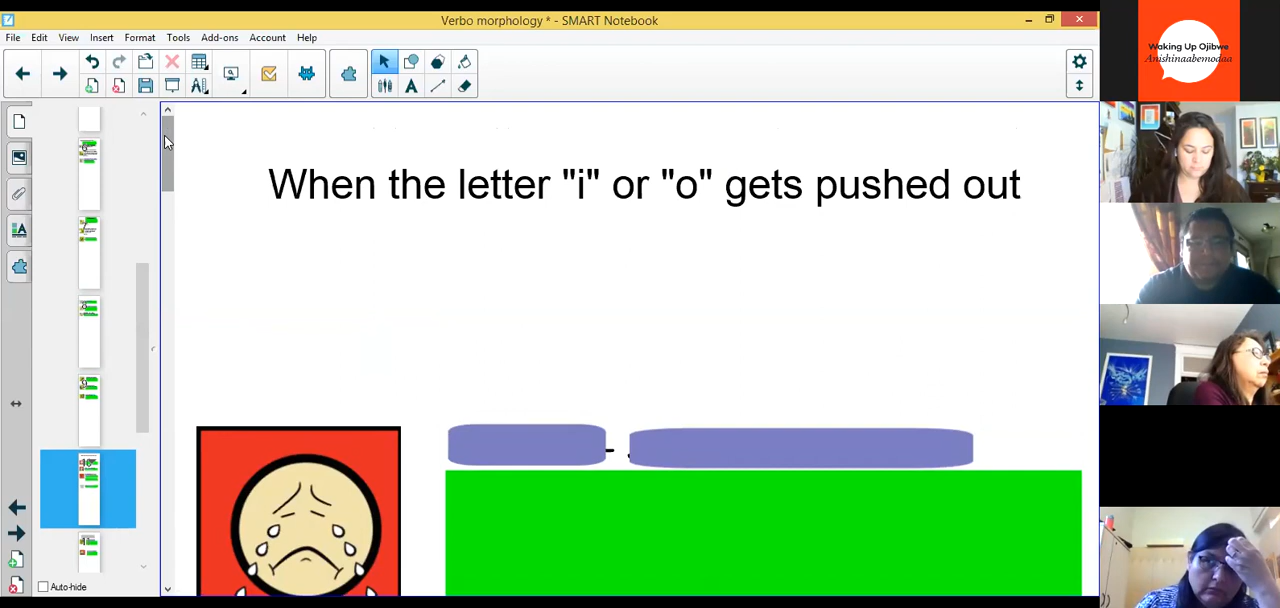 Verbo morphology * - SMART Notebook
File Edit View Insert Format Tools Add-ons Account Help
When the letter "i" or "o" gets pushed out
Auto-hide
Waking Up Ojibwe
Anishinaabemodaa